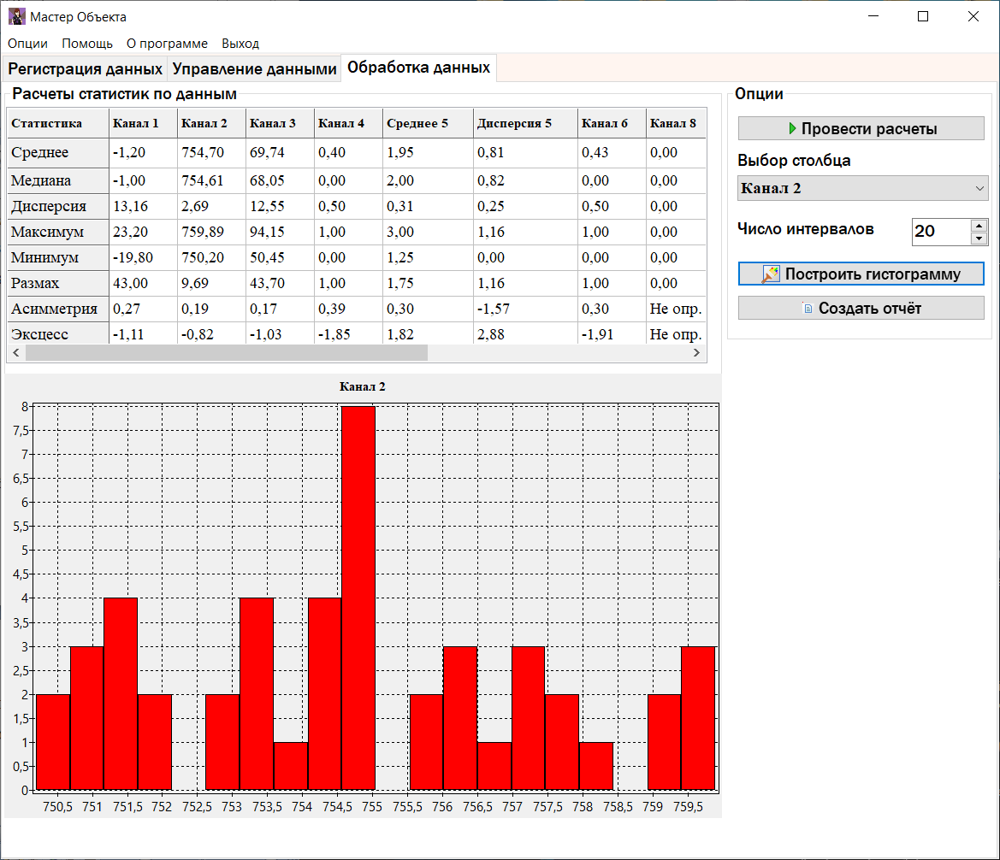 Мастер Объекта
Опции Помощь О программе Выход
Регистрация данных Управление данными Обработка данных
Расчеты статистик по данным
Статистика Канал 1 Канал 2 Канал 3 Канал 4 Среднее 5 Дисперсия 5 Канал 6 Канал 8
Среднее -1,20 754,70 69,74 0,40 1,95 0,81 0,43 0,00
Медиана -1,00 754,61 68,05 0,00 2,00 0,82 0,00 0,00
Дисперсия 13,16 2,69 12,55 0,50 0,31 0,25 0,50 0,00
Максимум 23,20 759,89 94,15 1,00 3,00 1,16 1,00 0,00
Минимум -19,80 750,20 50,45 0,00 1,25 0,00 0,00 0,00
Размах 43,00 9,69 43,70 1,00 1,75 1,16 1,00 0,00
Асимметрия 0,27 0,19 0,17 0,39 0,30 -1,57 0,30 Не опр.
Эксцесс -1,11 -0,82 -1,03 -1,85 1,82 2,88 -1,91 Не опр.
Опции
Провести расчеты
Выбор столбца
Канал 2
Число интервалов 20
Построить гистограмму
Создать отчёт
Канал 2
8
7,5
7
6,5
6
5,5
5
4,5
4
3,5
3
2,5
2
1,5
1
0,5
0
750,5 751 751,5 752 752,5 753 753,5 754 754,5 755 755,5 756 756,5 757 757,5 758 758,5 759 759,5